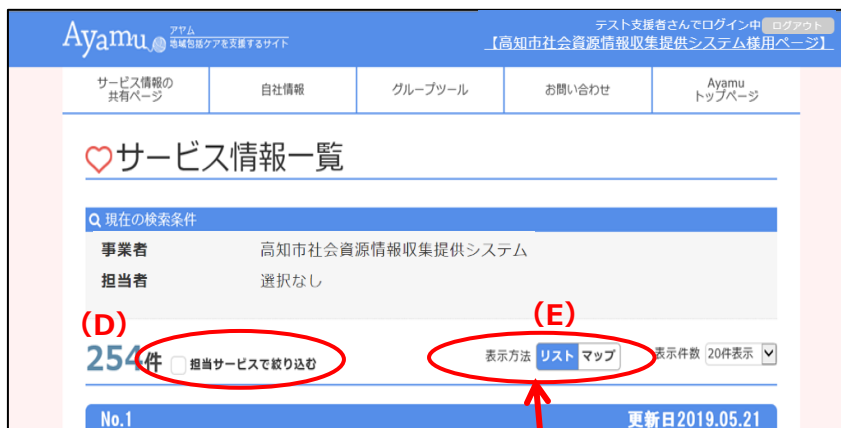 Ayamu アヤム
地域包括ケアを支援するサイト
テスト支援者さんでログイン中 ログアウト
【高知市社会資源情報収集提供システム様用ページ】
サービス情報の
共有ページ
自社情報
グループツール
お問い合わせ
Ayamu
トップページ
サービス情報一覧
現在の検索条件
事業者 高知市社会資源情報収集提供システム
担当者 選択なし
(D)
(E)
254件 担当サービスで絞り込む 表示方法 リスト マップ 表示件数 20件表示
No.1 更新日2019.05.21